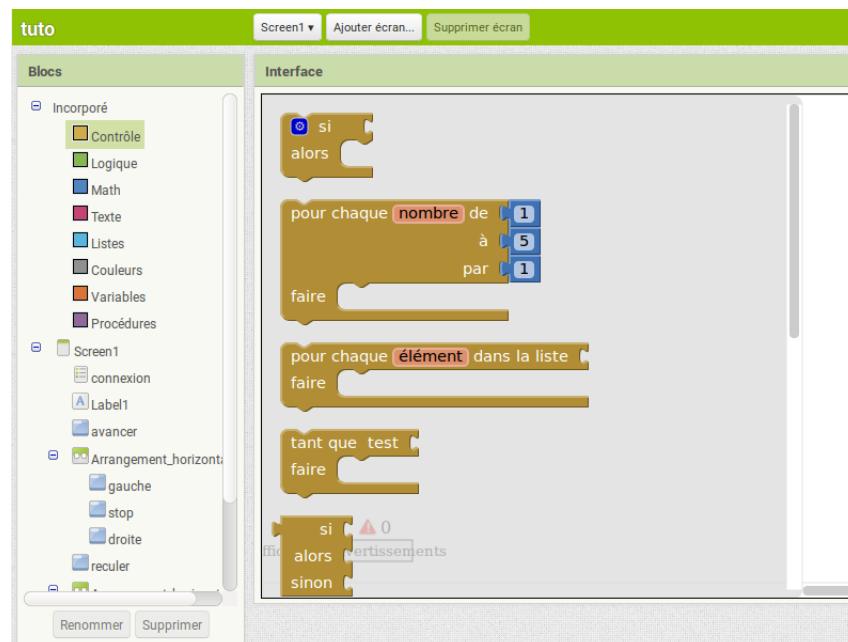 tuto
Screen1 ▾ Ajouter écran... Supprimer écran
Blocs
Interface
Incorporé
Contrôle
Logique
Math
Texte
Listes
Couleurs
Variables
Procédures
Screen1
connexion
A Label1
avancer
Arrangement_horizonta
gauche
stop
droite
reculer
Renommer Supprimer
si
alors
pour chaque nombre de 1
à 5
par 1
faire
pour chaque élément dans la liste
faire
tant que test
faire
si
0
alors
sinon